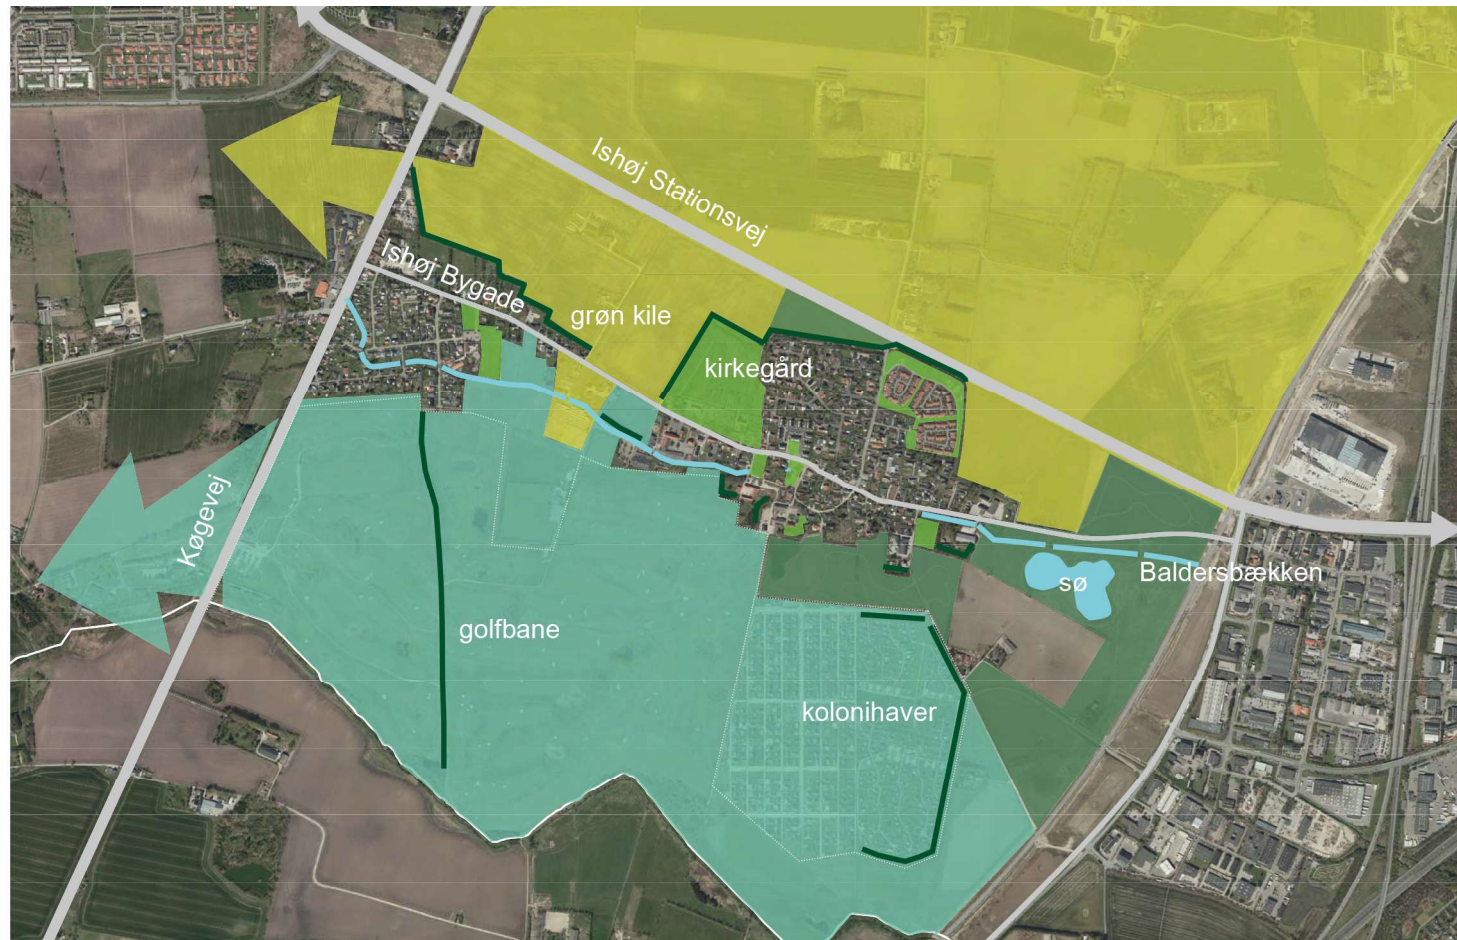 Ishøj Stationsvej
Ishøj Bygade
grøn kile
kirkegård
Køgevej
sø
Baldersbækken
golfbane
kolonihaver